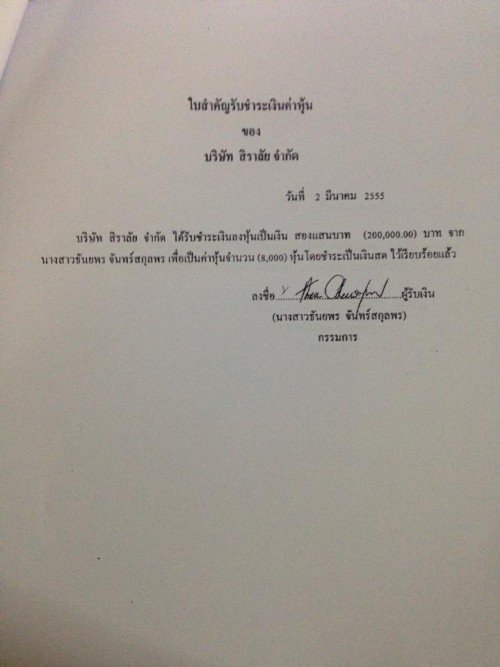 ใบสำคัญรับชำระเงินค่าหุ้น
ของ
บริษัท สิราลัย จำกัด
วันที่ 2 มีนาคม 2555
บริษัท สิราลัย จำกัด ได้รับชำระเงินลงหุ้นเป็นเงิน สองแสนบาท (200,000.00) บาท จาก
นางสาวธันยพร จันทร์สกุลพร เพื่อเป็นค่าหุ้นจำนวน (8,000) หุ้นโดยชำระเป็นเงินสด ไว้เรียบร้อยแล้ว
ลงชื่อ ผู้รับเงิน
(นางสาวธันยพร จันทร์สกุลพร)
กรรมการ